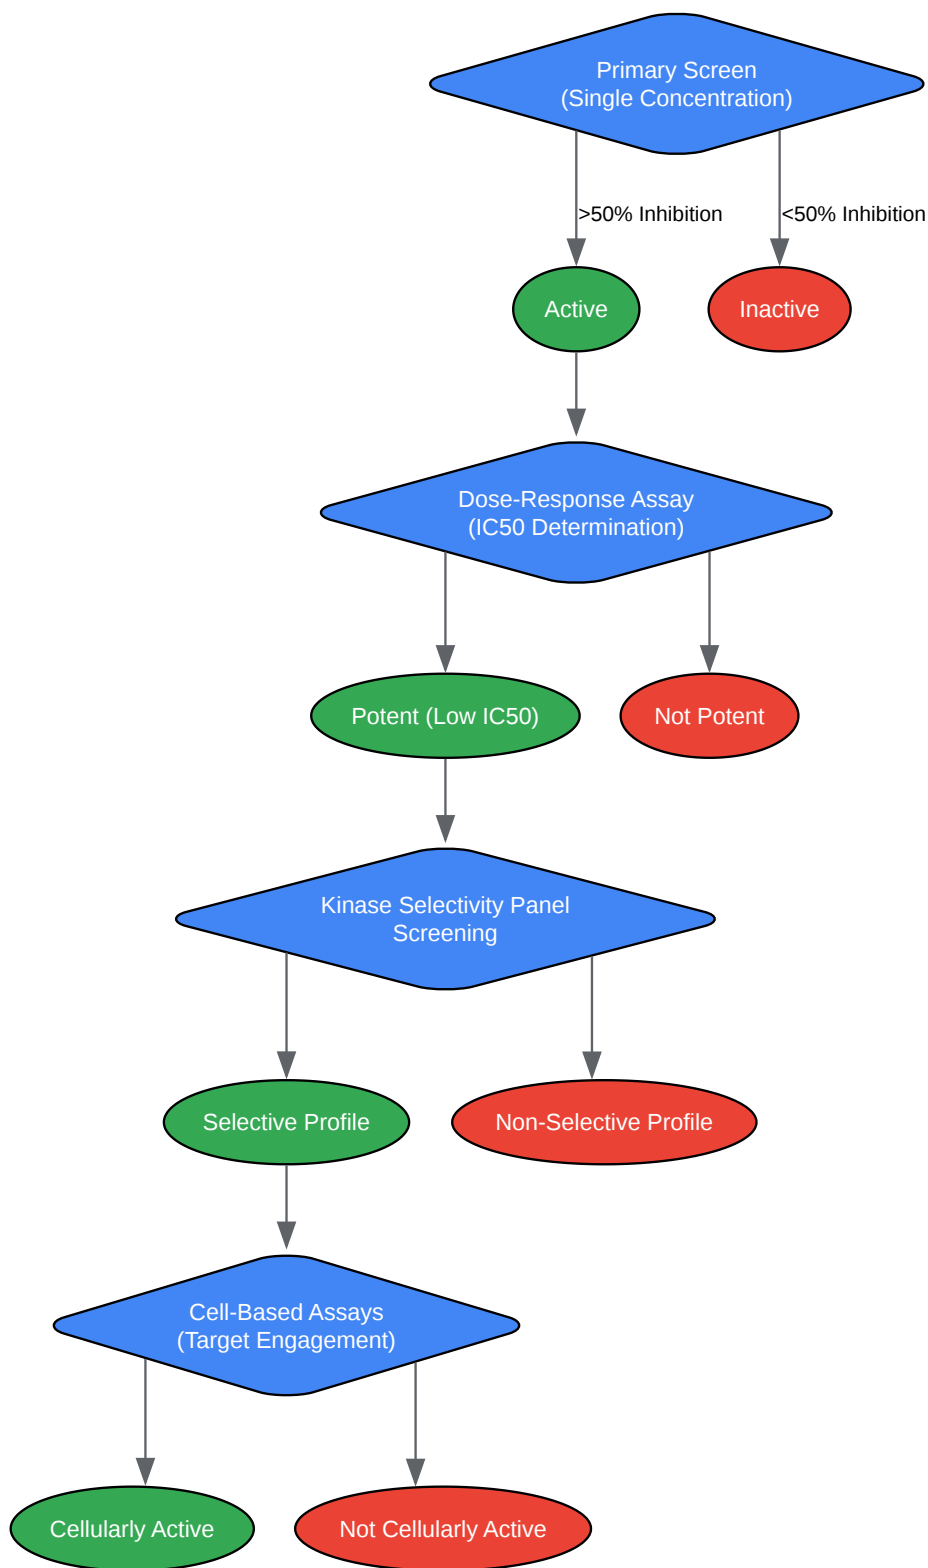 Primary Screen
(Single Concentration)
>50% Inhibition
<50% Inhibition
Active
Inactive
Dose-Response Assay
(IC50 Determination)
Potent (Low IC50)
Not Potent
Kinase Selectivity Panel
Screening
Selective Profile
Non-Selective Profile
Cell-Based Assays
(Target Engagement)
Cellularly Active
Not Cellularly Active